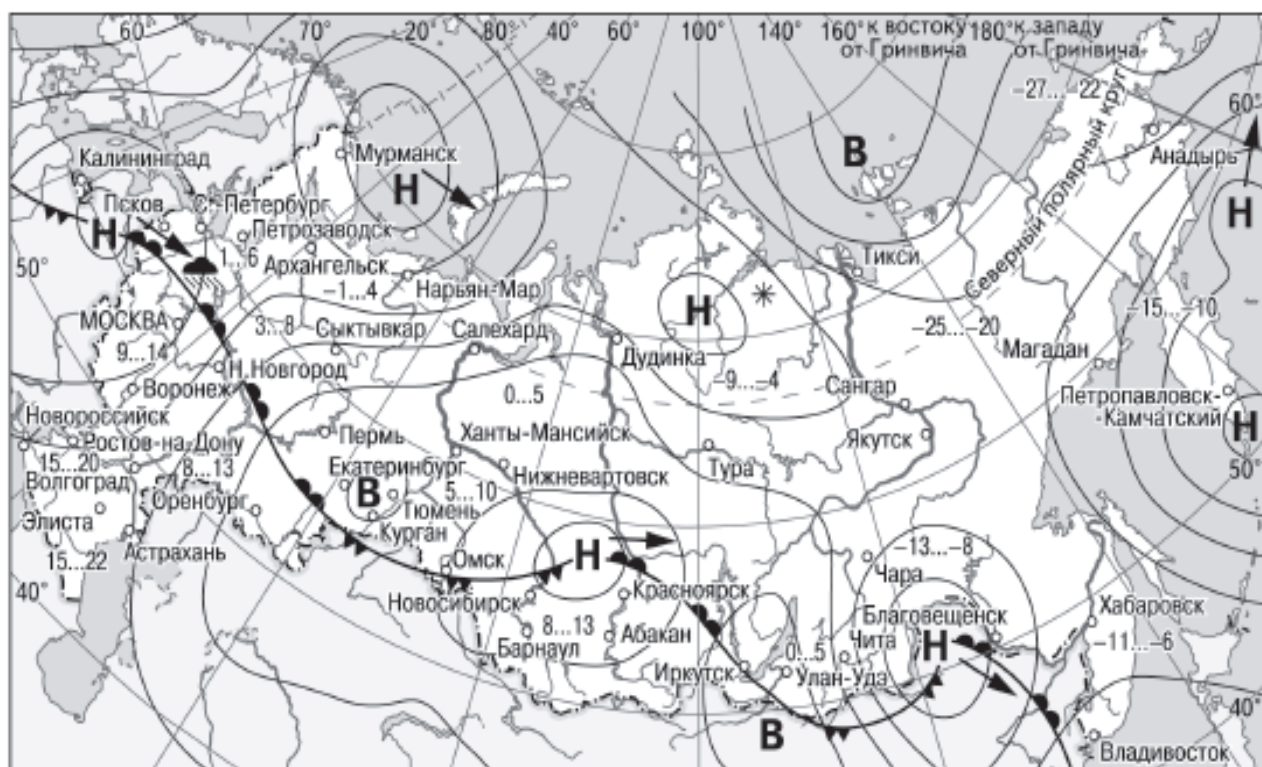 60°
70°
20°
80°
40°
60°
100°
140°
160°
к востоку
от Гринвича
180°
к западу
от Гринвича
−27...−22
60°
В
Северный полярный круг
Анадырь
Н
Мурманск
Н
Калининград
Псков
С.-Петербург
Н
Петрозаводск
1...6
Архангельск
50°
−1...4
Нарьян-Мар
Тикси
Н
−15...−10
МОСКВА
3...8
Сыктывкар
Салехард
−25...−20
9...14
Дудинка
Магадан
Н.Новгород
−9...−4
Воронеж
0...5
Сангар
Петропавловск-
-Камчатский
Н
Новороссийск
Ростов-на-Дону
Пермь
Ханты-Мансийск
Якутск
15...20
8...13
Тура
50°
Волгоград
Екатеринбург
Нижневартовск
Оренбург
В
5...10
Тюмень
Элиста
Курган
Астрахань
Омск
Н
−13...−8
Чара
15...22
40°
Новосибирск
Красноярск
Благовещенск
Хабаровск
8...13
Абакан
Барнаул
0...5
Чита
Н
−11...−6
Иркутск
Улан-Удэ
40°
В
Владивосток